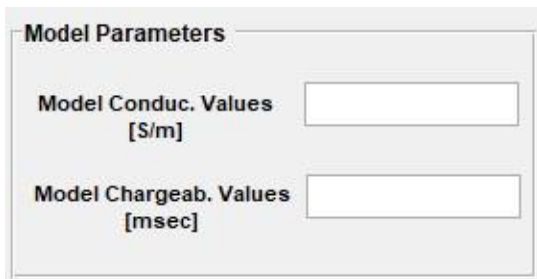 Model Parameters
Model Conduc. Values
[S/m]
Model Chargeab. Values
[msec]